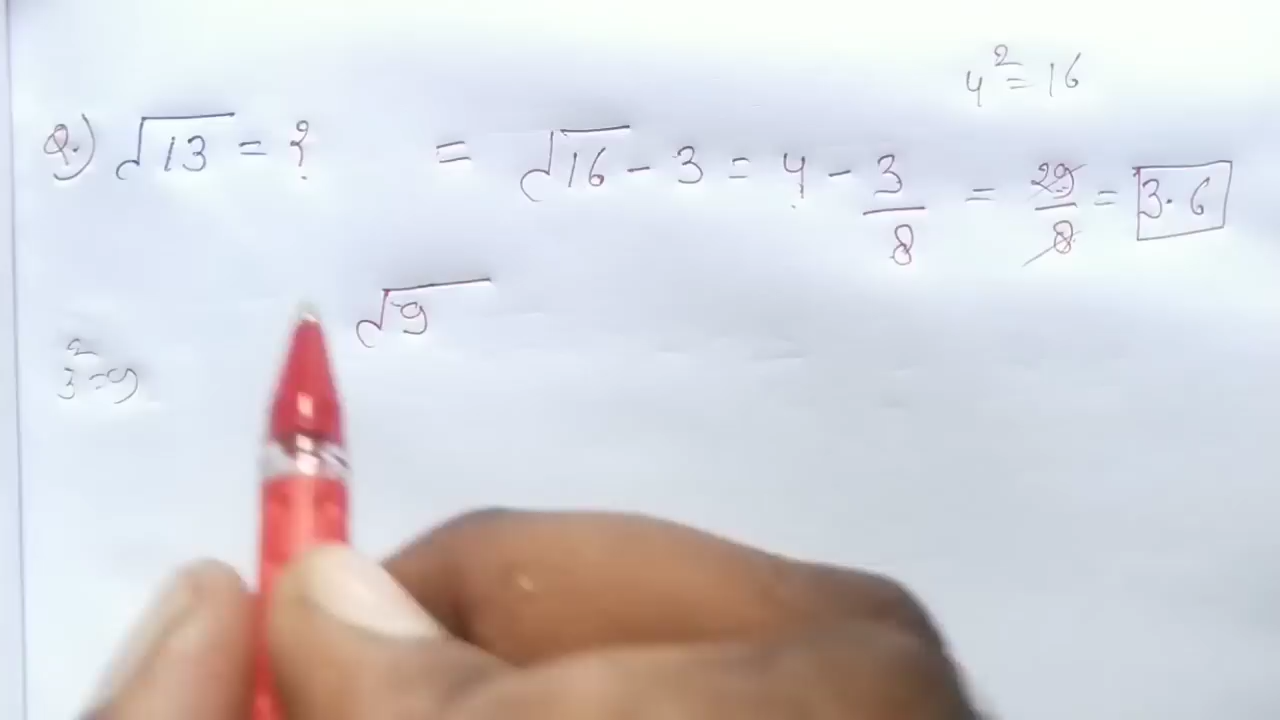 4² = 16
Q.) √13 = ? = √16 - 3 = 4 - 3/8 = 29/8 = 3.6
√9
3² = 9